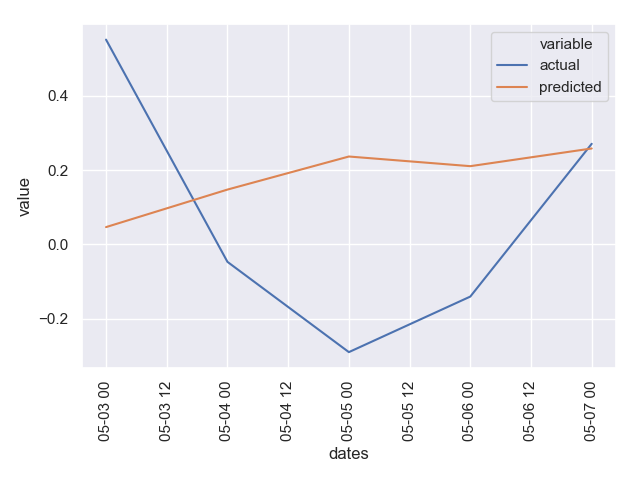 variable
actual
predicted
value
0.4
0.2
0.0
−0.2
05-03 00
05-03 12
05-04 00
05-04 12
05-05 00
05-05 12
05-06 00
05-06 12
05-07 00
dates